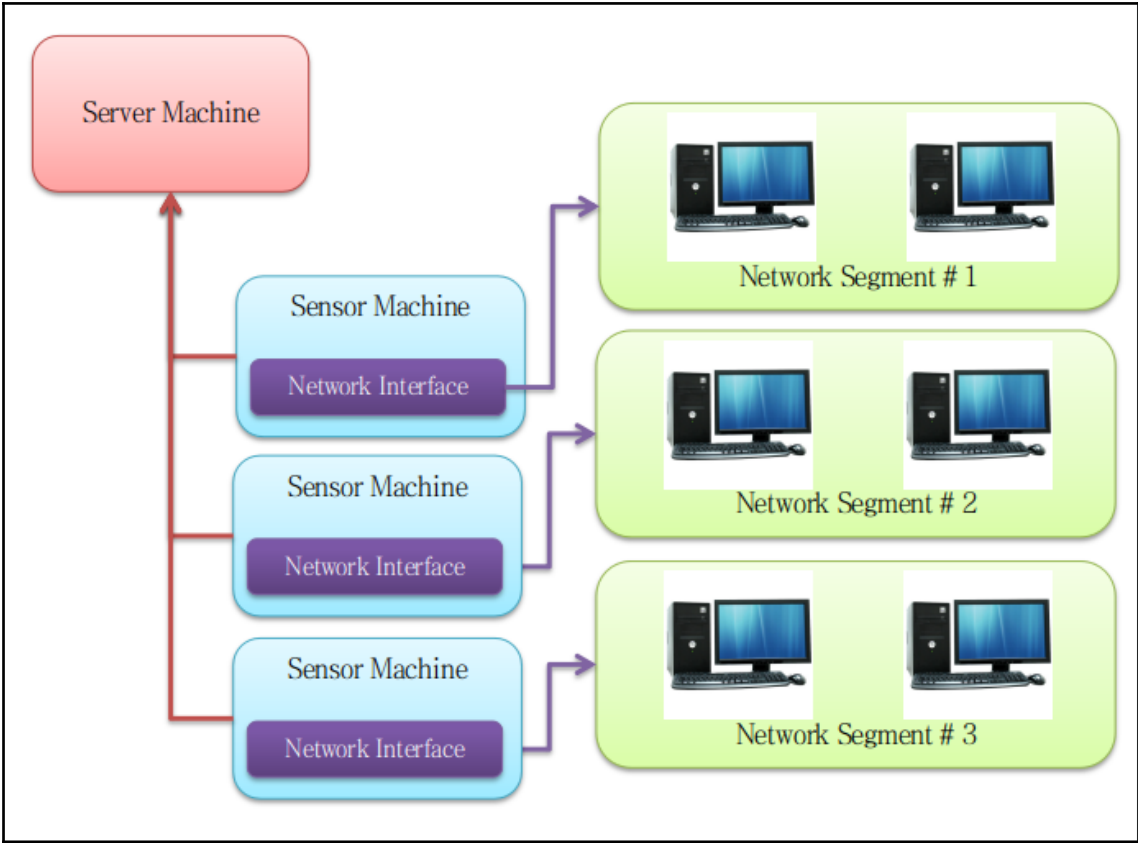 Server Machine
Sensor Machine
Network Interface
Network Segment # 1
Sensor Machine
Network Interface
Network Segment # 2
Sensor Machine
Network Interface
Network Segment # 3